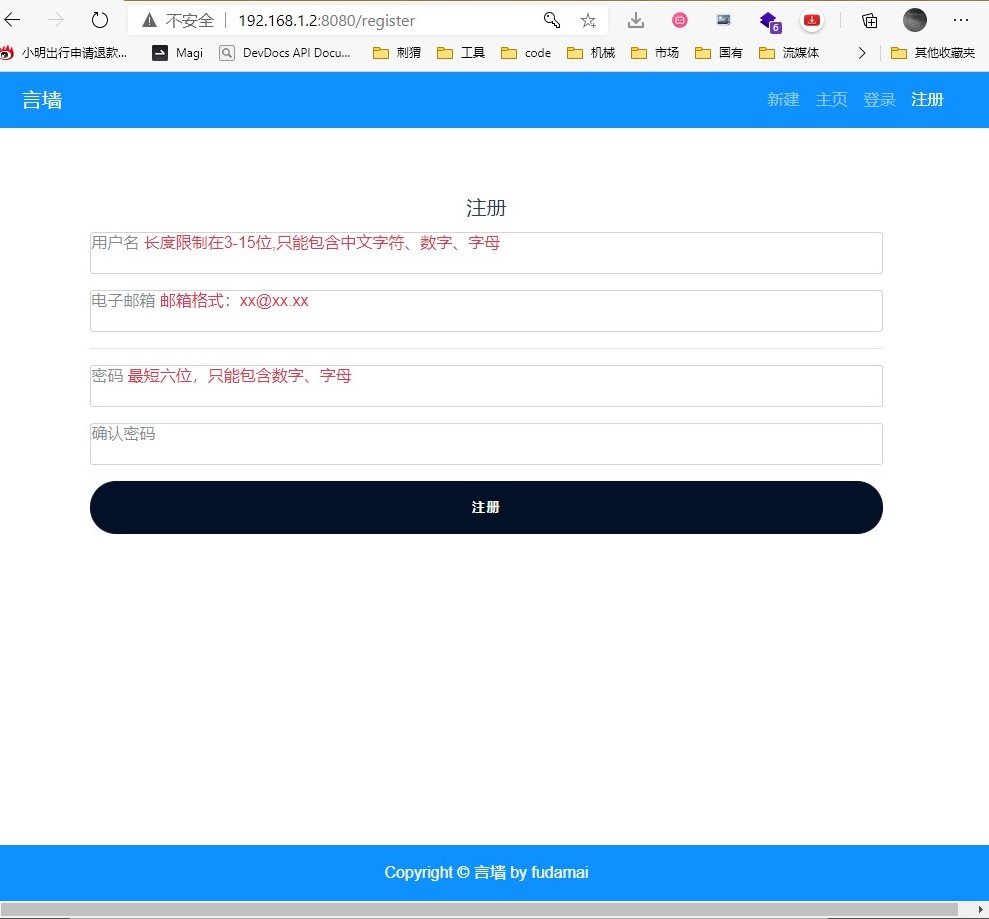 不安全 192.168.1.2:8080/register 6
小明出行申请退款... Magi DevDocs API Docu... 刺猬 工具 code 机械 市场 国有 流媒体 其他收藏夹
言墙 新建 主页 登录 注册
注册
用户名 长度限制在3-15位,只能包含中文字符、数字、字母
电子邮箱 邮箱格式：xx@xx.xx
密码 最短六位，只能包含数字、字母
确认密码
注册
Copyright © 言墙 by fudamai